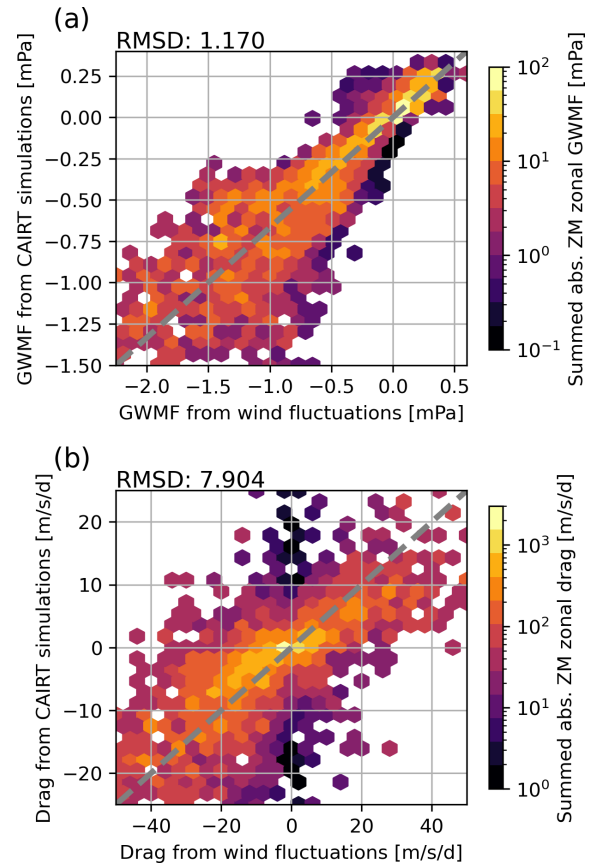 (a)
RMSD: 1.170
GWMF from CAIRT simulations [mPa]
0.25
0.00
−0.25
−0.50
−0.75
−1.00
−1.25
−1.50
−2.0 −1.5 −1.0 −0.5 0.0 0.5
GWMF from wind fluctuations [mPa]
10²
10¹
10⁰
10⁻¹
Summed abs. ZM zonal GWMF [mPa]
(b)
RMSD: 7.904
Drag from CAIRT simulations [m/s/d]
20
10
0
−10
−20
−40 −20 0 20 40
Drag from wind fluctuations [m/s/d]
10³
10²
10¹
10⁰
Summed abs. ZM zonal drag [m/s/d]